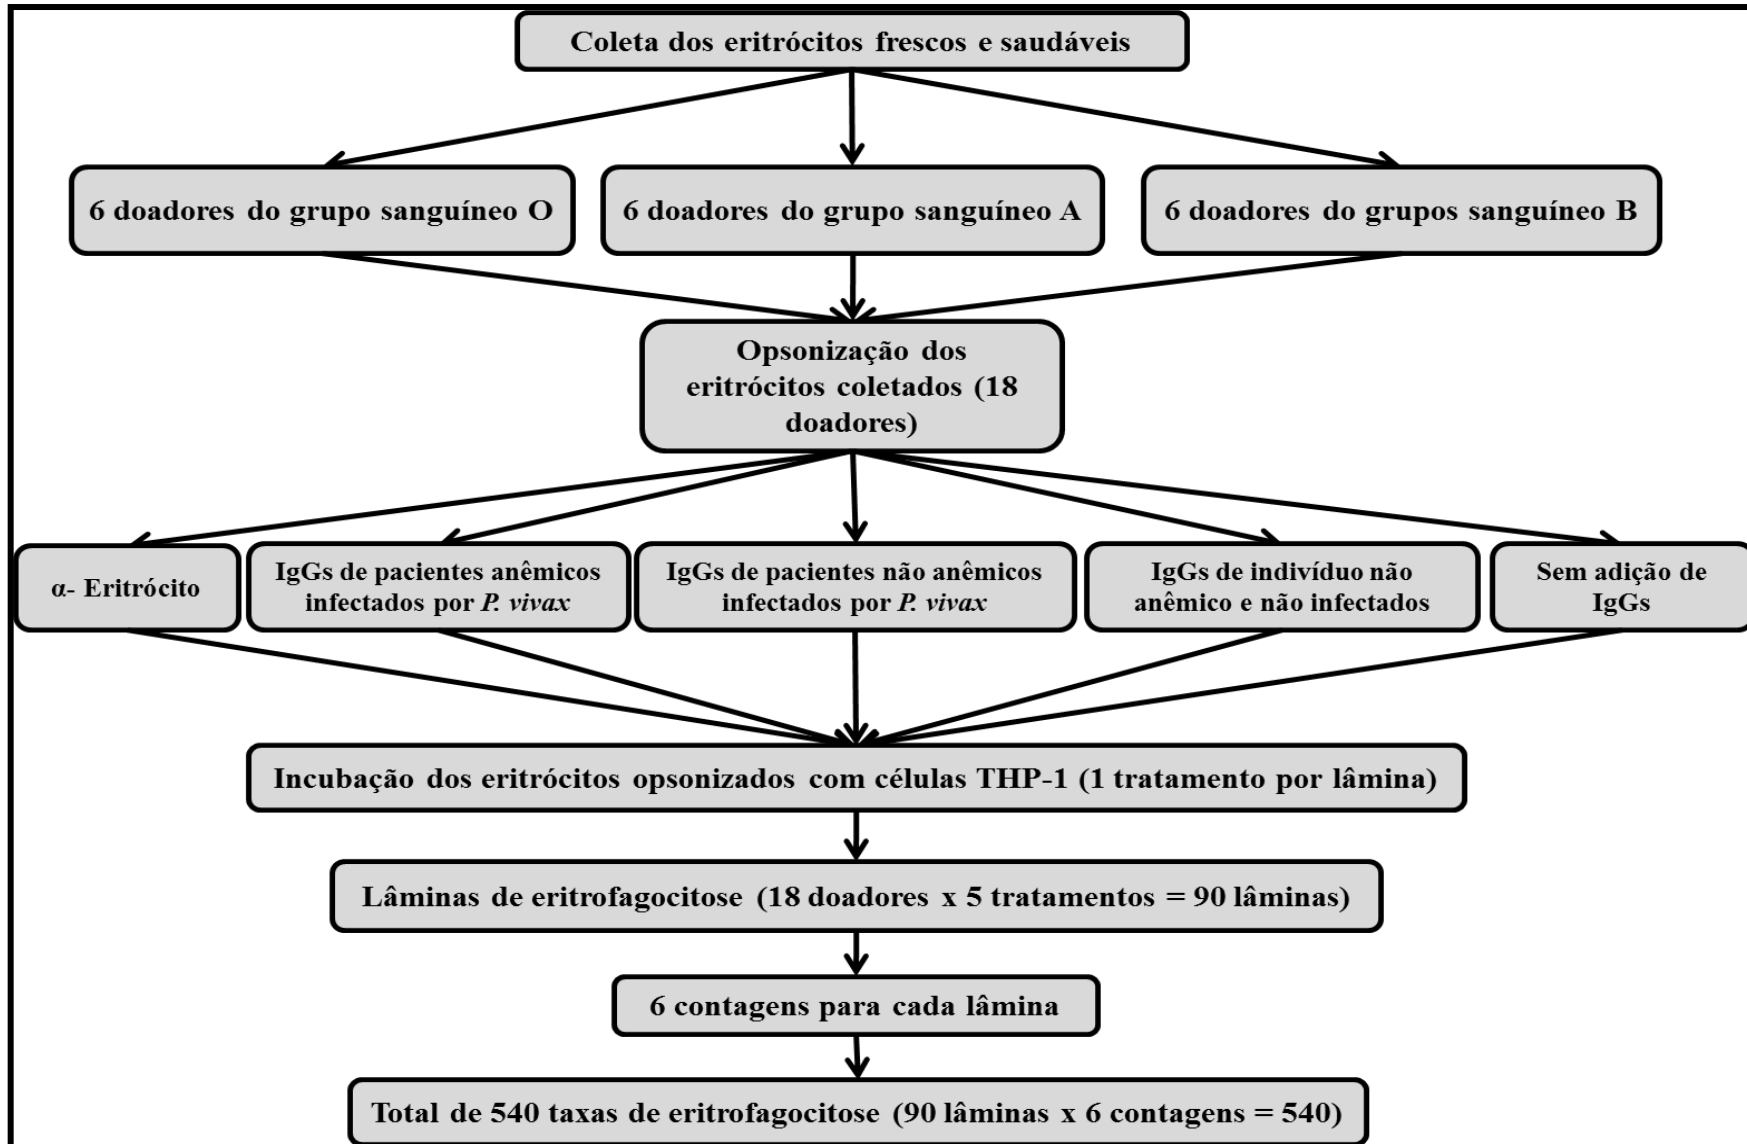 Coleta dos eritrócitos frescos e saudáveis
6 doadores do grupo sanguíneo O
6 doadores do grupo sanguíneo A
6 doadores do grupos sanguíneo B
Opsonização dos
eritrócitos coletados (18
doadores)
α- Eritrócito
IgGs de pacientes anêmicos
infectados por P. vivax
IgGs de pacientes não anêmicos
infectados por P. vivax
IgGs de indivíduo não
anêmico e não infectados
Sem adição de
IgGs
Incubação dos eritrócitos opsonizados com células THP-1 (1 tratamento por lâmina)
Lâminas de eritrofagocitose (18 doadores x 5 tratamentos = 90 lâminas)
6 contagens para cada lâmina
Total de 540 taxas de eritrofagocitose (90 lâminas x 6 contagens = 540)